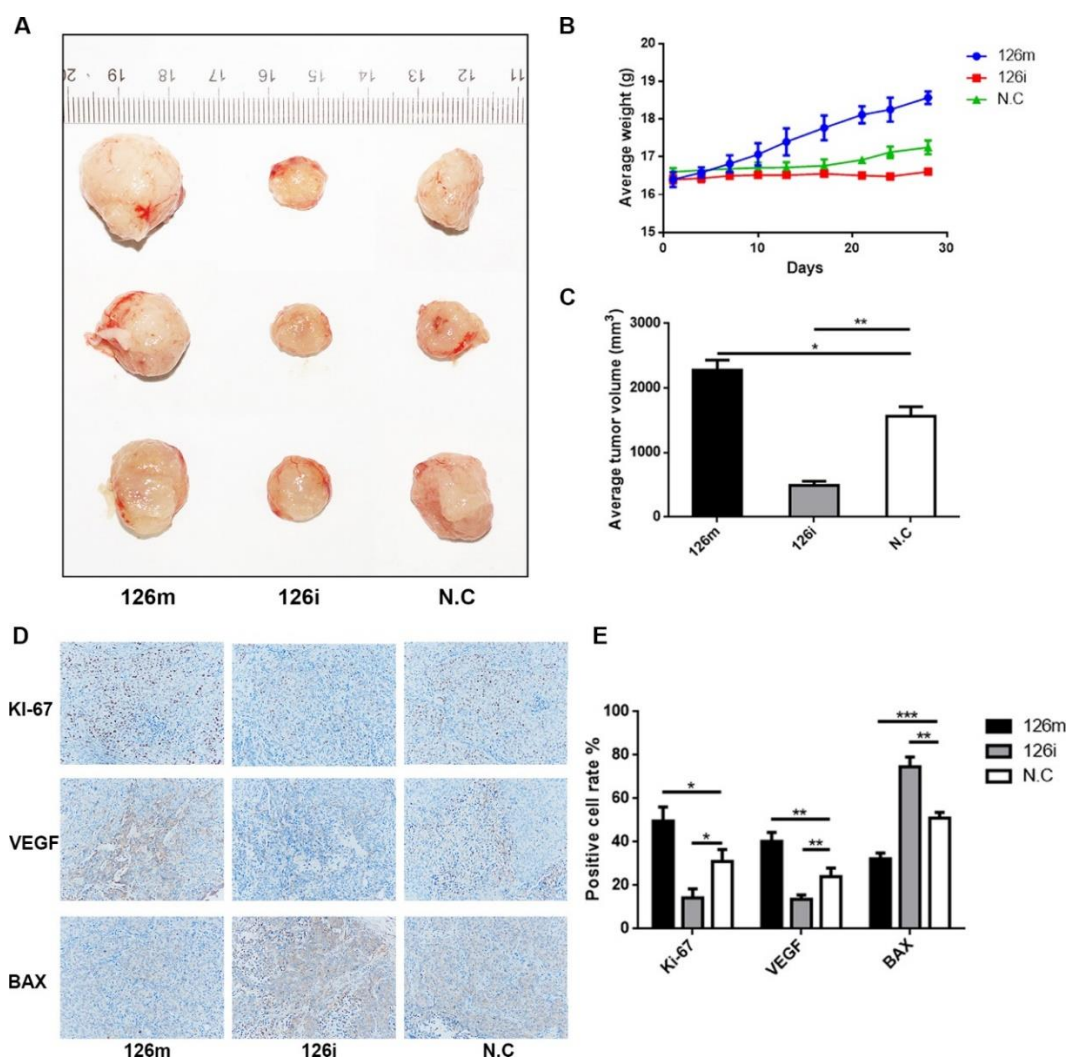 A
20 19 18 17 16 15 14 13 12 11
126m 126i N.C
B
Average weight (g)
20
19
18
17
16
15
0 10 20 30
Days
126m
126i
N.C
C
Average tumor volume (mm³)
3000
2000
1000
0
**
*
126m 126i N.C
D
KI-67
VEGF
BAX
126m 126i N.C
E
Positive cell rate %
100
80
60
40
20
0
* * ** ** *** **
Ki-67 VEGF BAX
126m
126i
N.C